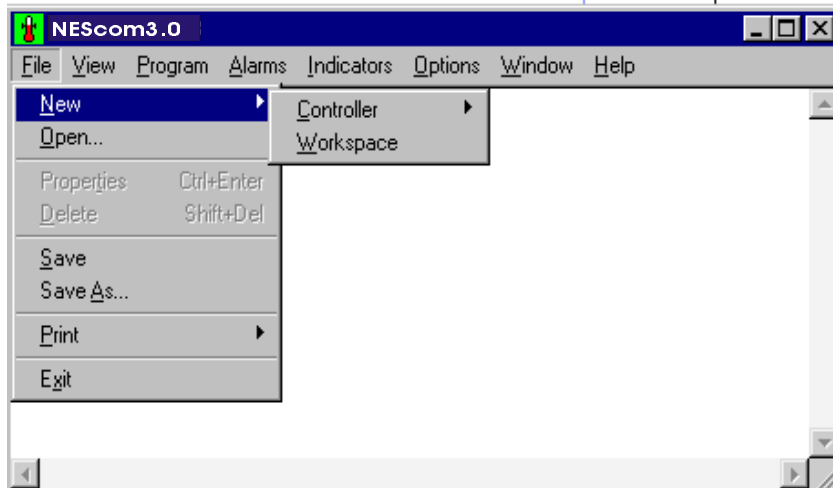 NEScom3.0
File View Program Alarms Indicators Options Window Help
New
Controller
Workspace
Open...
Properties Ctrl+Enter
Delete Shift+Del
Save
Save As...
Print
Exit